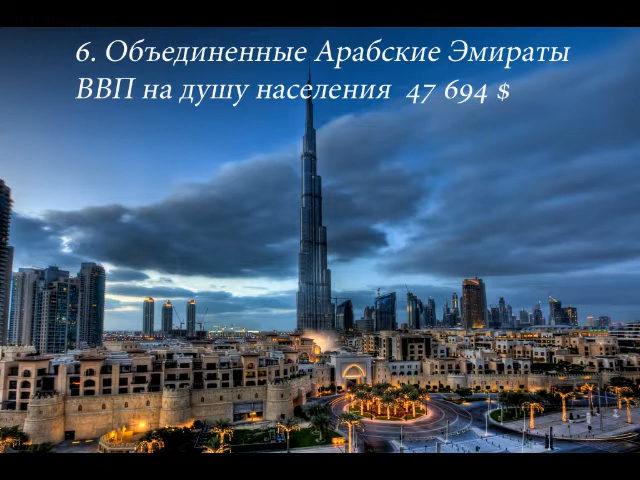 6. Объединенные Арабские Эмираты
ВВП на душу населения 47 694 $